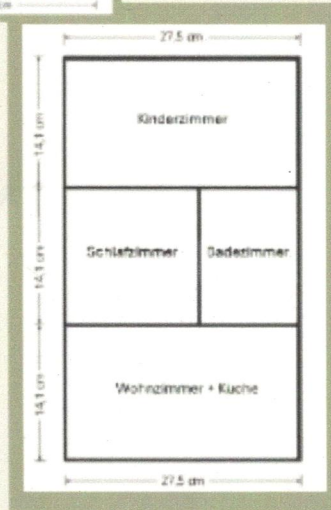 cm
27,5 cm
14,1 cm
Kinderzimmer
14,1 cm
Schlafzimmer
Badezimmer
14,1 cm
Wohnzimmer + Küche
27,5 cm